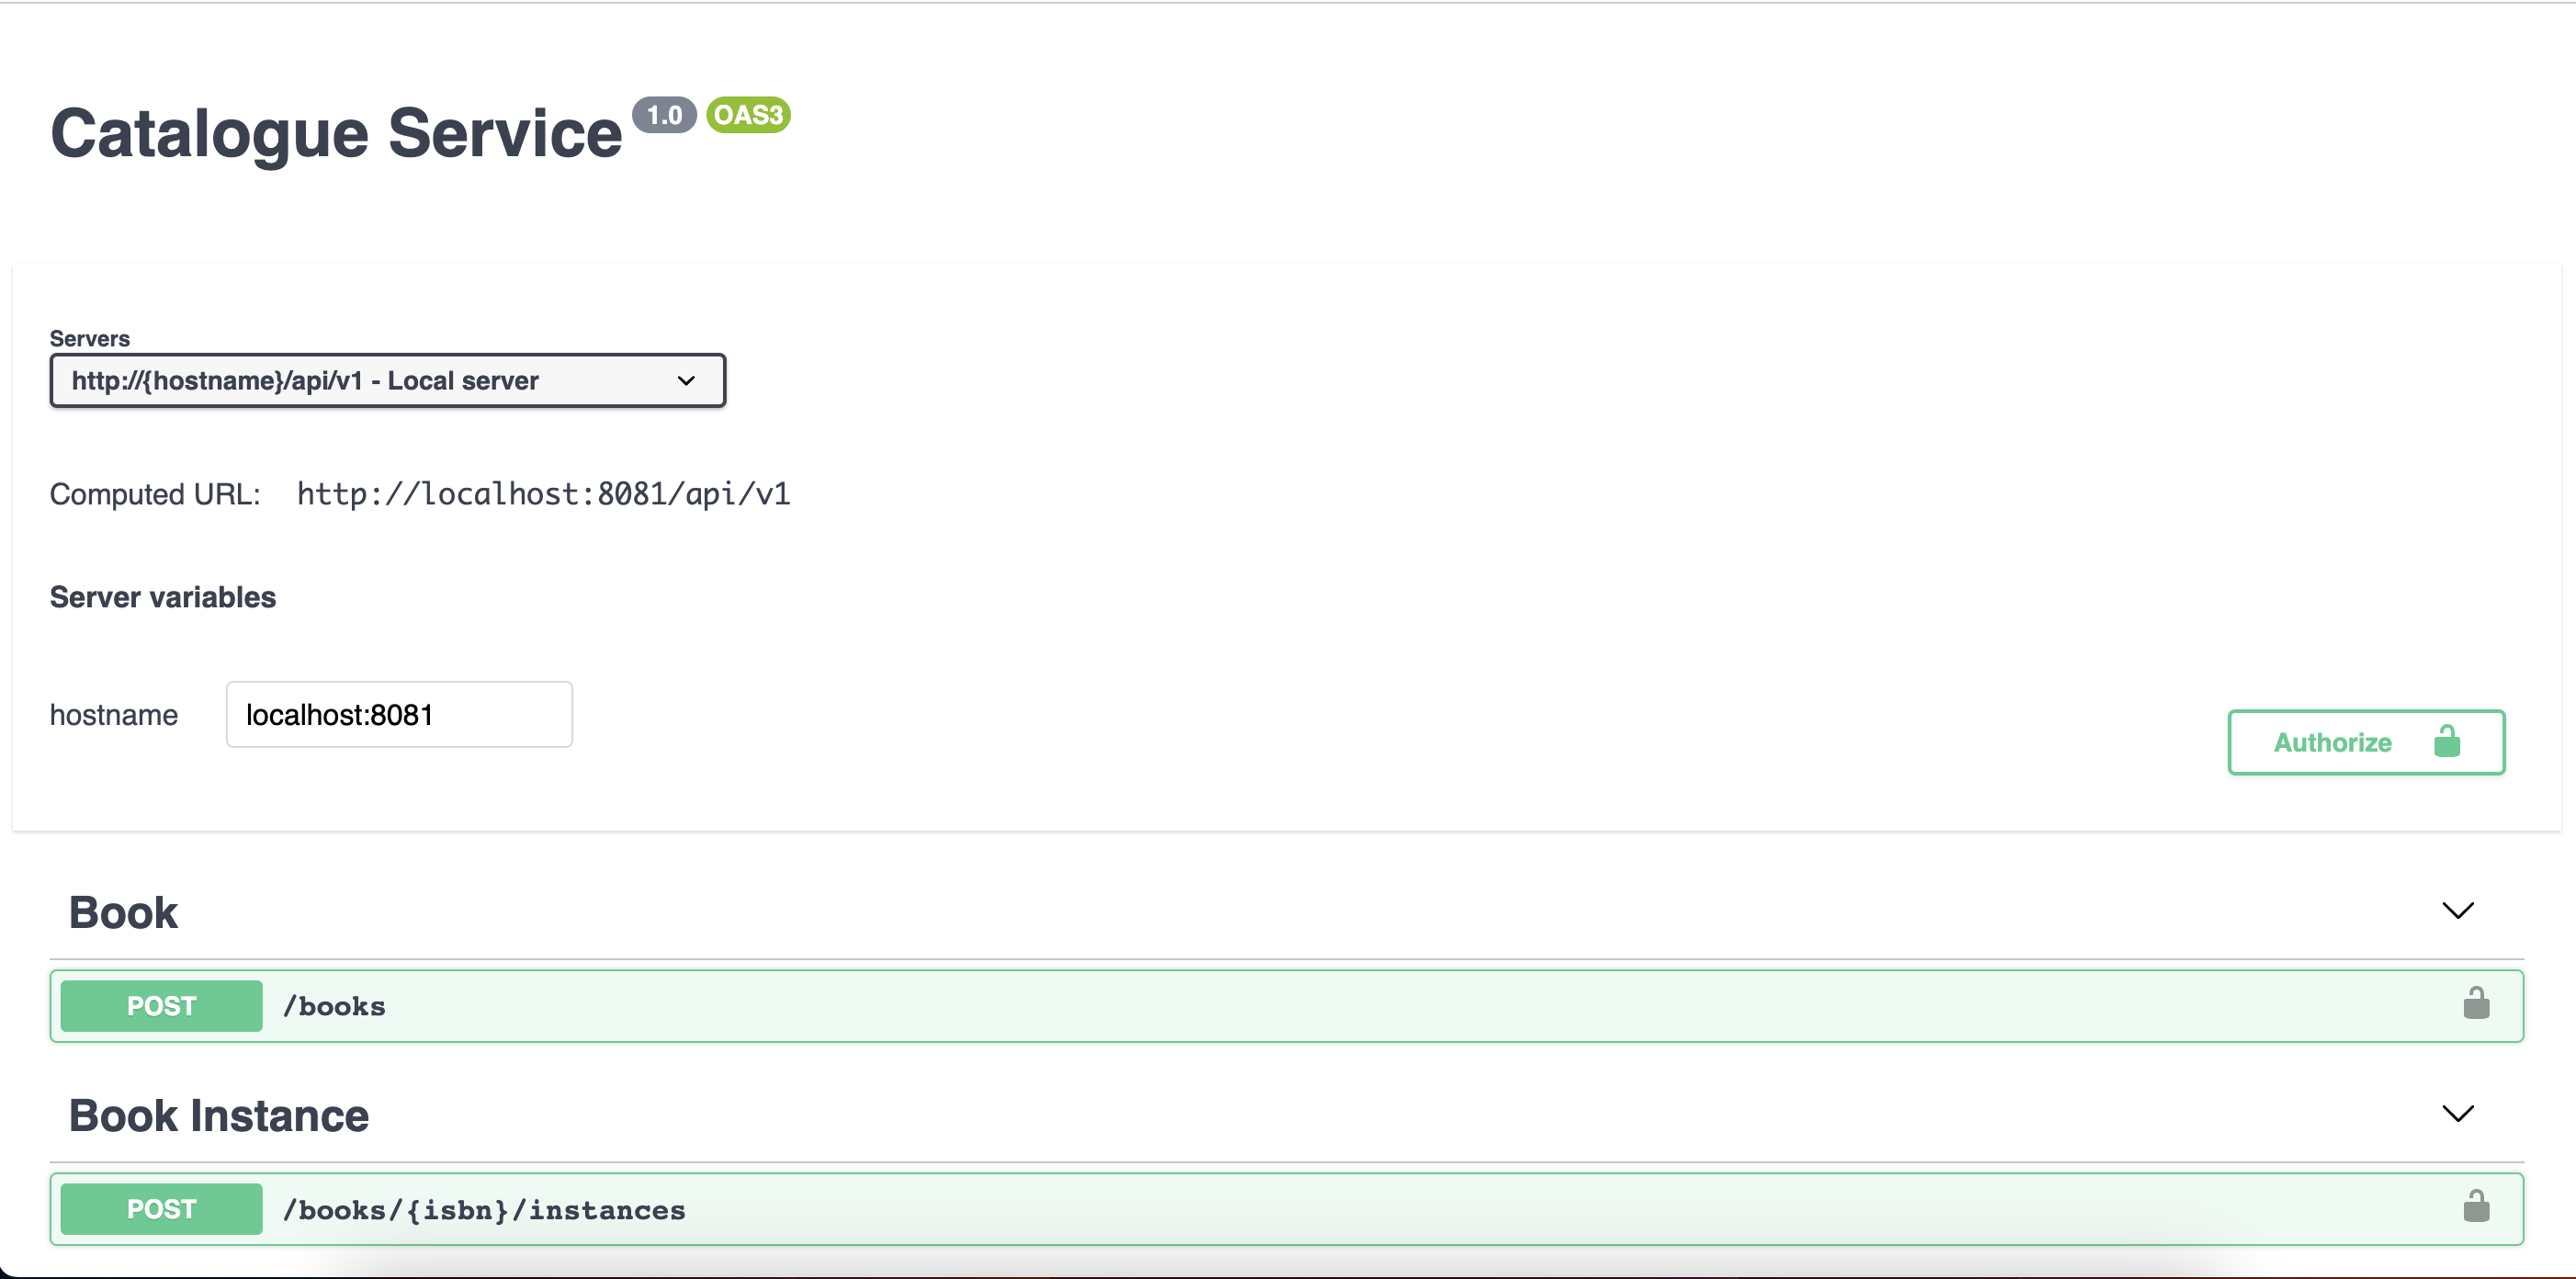 Catalogue Service 1.0 OAS3
Servers
http://{hostname}/api/v1 - Local server
Computed URL: http://localhost:8081/api/v1
Server variables
hostname localhost:8081
Authorize
Book
POST /books
Book Instance
POST /books/{isbn}/instances